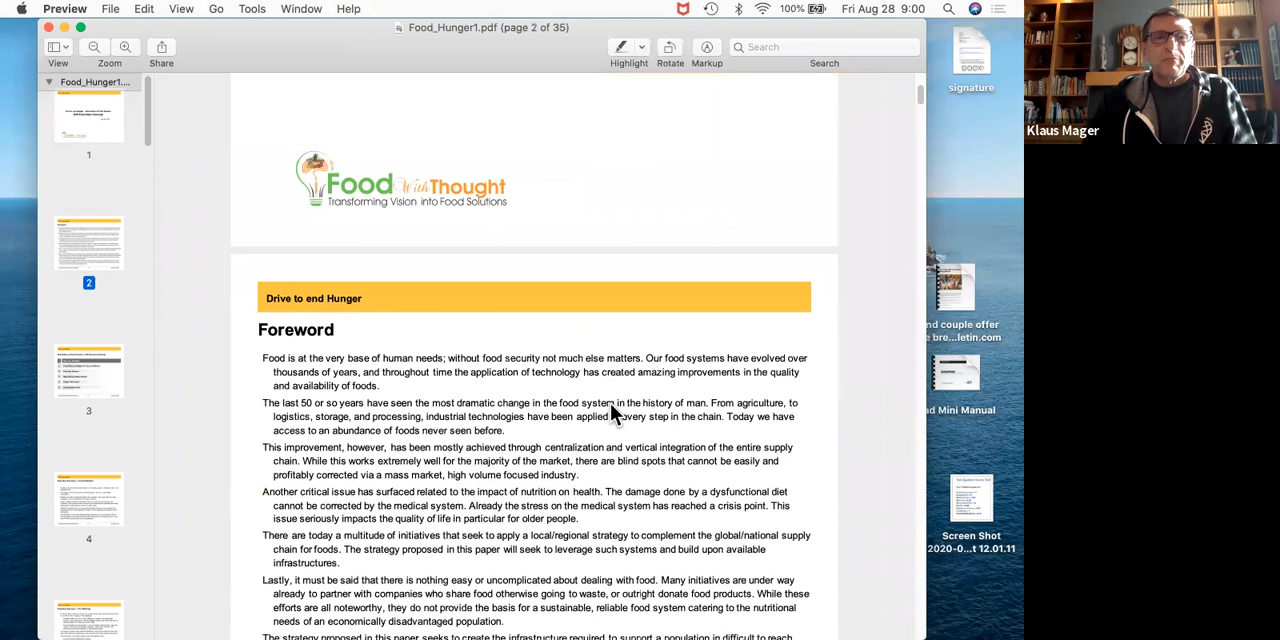 Preview File Edit View Go Tools Window Help 100% Fri Aug 28 9:00
Food_Hunger1.pdf (page 2 of 35)
View Zoom Share Highlight Rotate Markup Search
Search
Food_Hunger1....
1
2
3
4
Food With Thought
Transforming Vision into Food Solutions
Drive to end Hunger
Foreword
Food is at the very base of human needs; without food security not much else matters. Our food systems have evolved over
thousands of years, and throughout time the application of technology has created amazing improvements in the quality
and availability of foods.
The last 50 or so years have seen the most dramatic change in the food system in the history of man. From agriculture, to
logistics, storage, and processing, industrial technologies have been applied every step in the chain. Today we have
access to an abundance of foods never seen before.
This improvement, however, has been mostly achieved through centralization and vertical integration of the entire supply
chain. While this works extremely well for the majority of the market, there are blind spots that cannot be easily and
profitably corrected via a mass market, high volume focused industry.
Another critical issue has surfaced related to the impact of nutrition on health. The damage done by a dysfunctional diet
cannot be corrected by the medical system. Already the stress on the medical system has reached a crisis point. This
issue seriously impacts the quality of life in particular for older people.
There are today a multitude of initiatives that seek to apply a local/regional strategy to complement the global/national supply
chain for foods. The strategy proposed in this paper will seek to leverage such systems and build upon available
infrastructures.
Lastly, it must be said that there is nothing easy or uncomplicated about dealing with food. Many initiatives are under way
already to partner with companies who share food otherwise going to waste, or outright donate food products. While these
efforts are all noteworthy, they do not provide the basis for a sustainable, reliable food system catering to the nutritional
needs of an economically disadvantaged population.
signature
nd couple offer
e bre...letin.com
ad Mini Manual
Screen Shot
2020-0...t 12.01.11
Klaus Mager